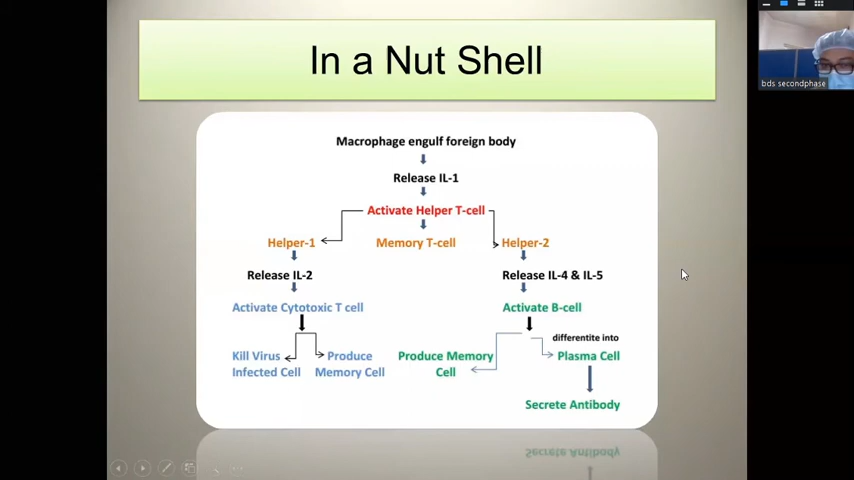 In a Nut Shell
bds secondphase
Macrophage engulf foreign body
Release IL-1
Activate Helper T-cell
Helper-1
Memory T-cell
Helper-2
Release IL-2
Release IL-4 & IL-5
Activate Cytotoxic T cell
Activate B-cell
differentite into
Kill Virus
Infected Cell
Produce
Memory Cell
Produce Memory
Cell
Plasma Cell
Secrete Antibody
Secrete Antibody